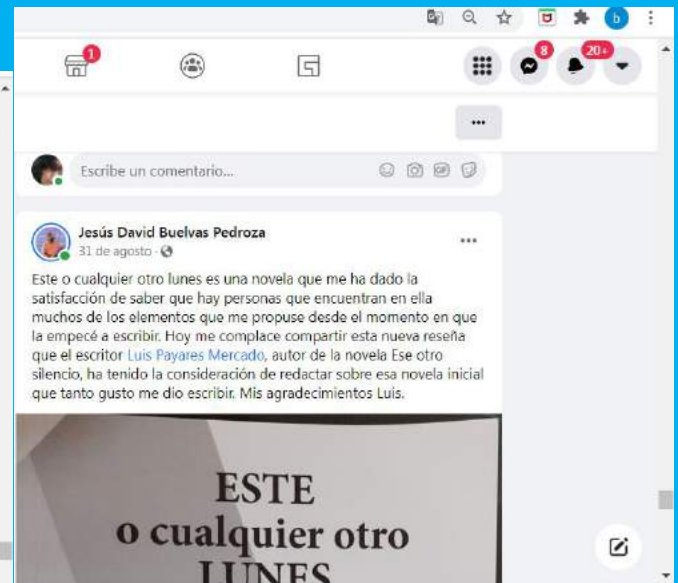 b
1
8
20+
...
Escribe un comentario...
GIF
Jesús David Buelvas Pedroza
...
31 de agosto ·
Este o cualquier otro lunes es una novela que me ha dado la
satisfacción de saber que hay personas que encuentran en ella
muchos de los elementos que me propuse desde el momento en que
la empecé a escribir. Hoy me complace compartir esta nueva reseña
que el escritor Luis Payares Mercado, autor de la novela Ese otro
silencio, ha tenido la consideración de redactar sobre esa novela inicial
que tanto gusto me dio escribir. Mis agradecimientos Luis.
ESTE
o cualquier otro
LUNES